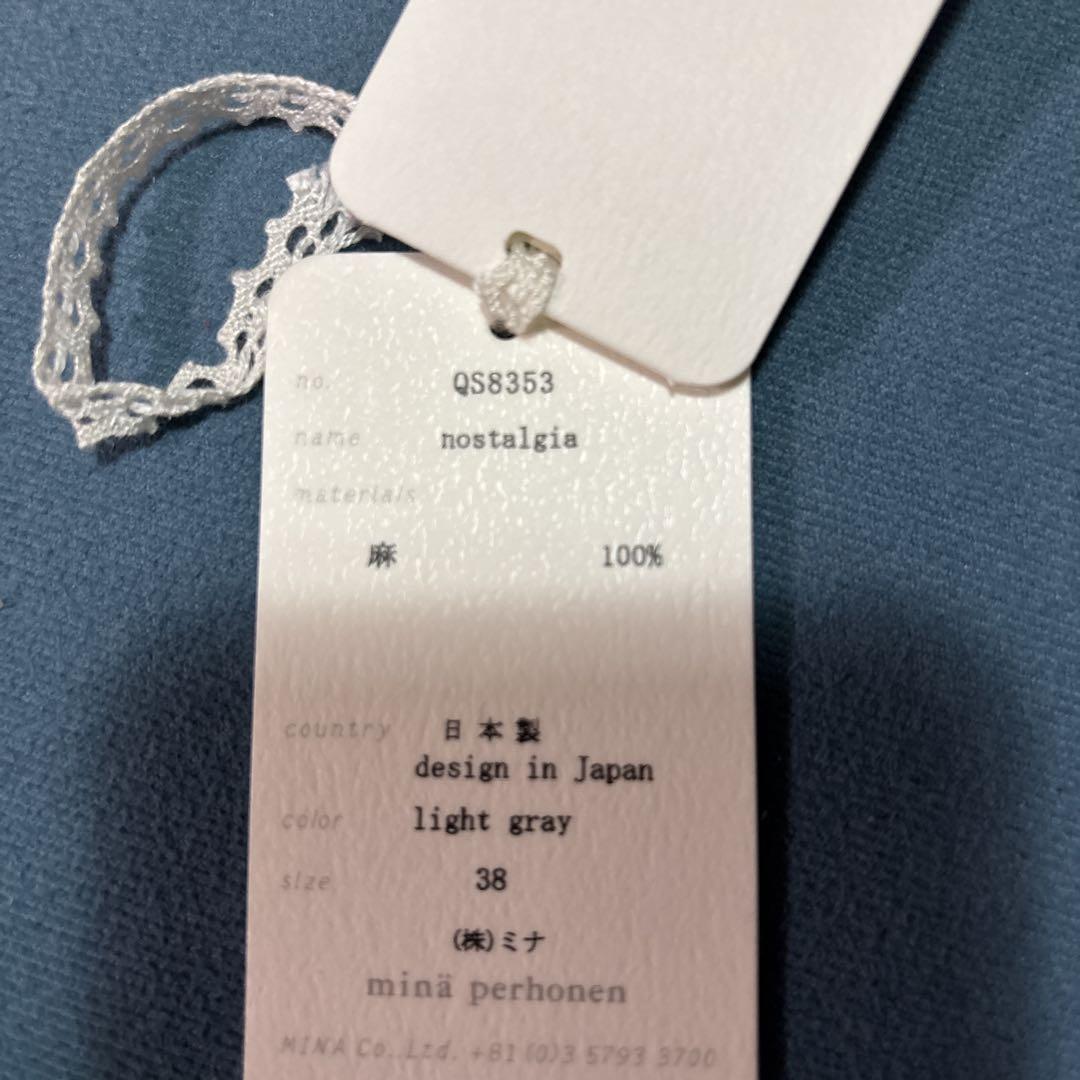 no. QS8353
name nostalgia
materials
麻 100%
country 日本製
design in Japan
color light gray
size 38
(株)ミナ
minä perhonen
MINA Co.,Ltd. +81(0)3 5793 3700